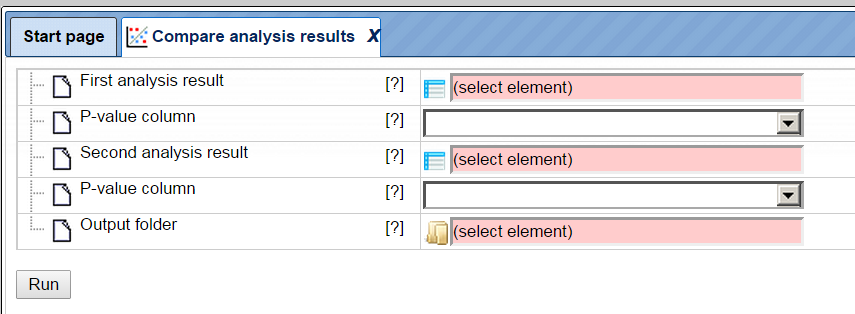 Start page Compare analysis results X
First analysis result [?] (select element)
P-value column [?]
Second analysis result [?] (select element)
P-value column [?]
Output folder [?] (select element)
Run